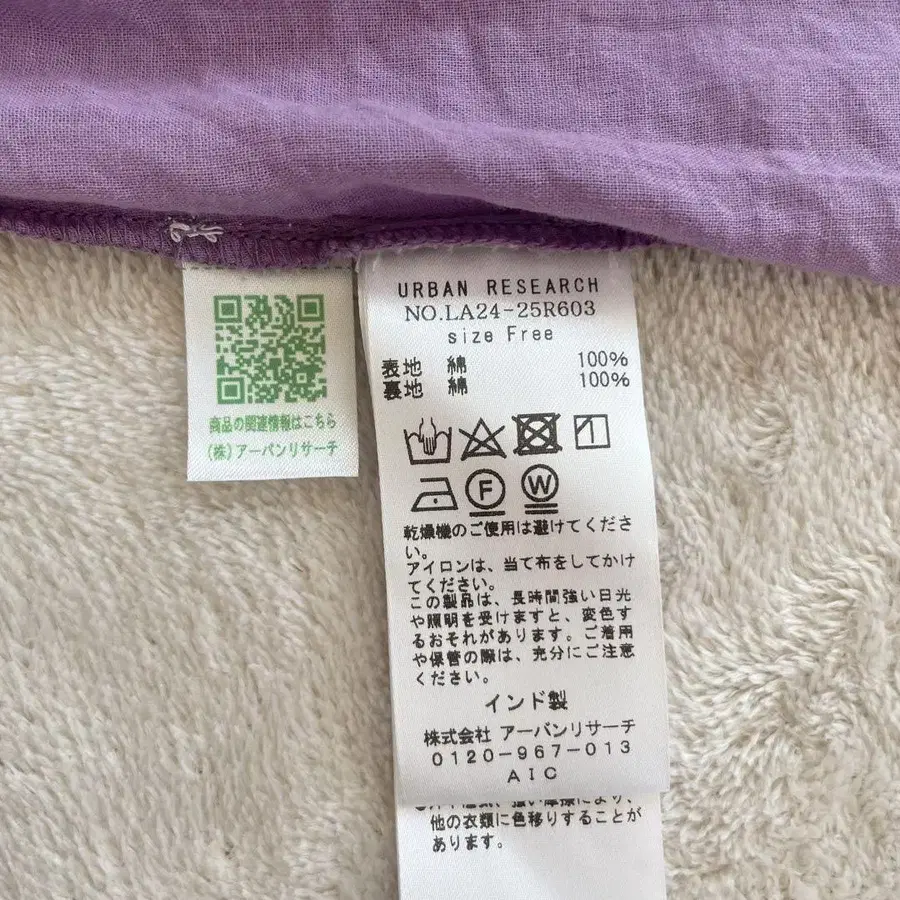 商品の関連情報はこちら
(株)アーバンリサーチ
URBAN RESEARCH
NO.LA24-25R603
size Free
表地 綿 100%
裏地 綿 100%
F W
乾燥機のご使用は避けてくださ
い。
アイロンは、当て布をしてかけ
てください。
この製品は、長時間強い日光
や照明を受けますと、変色す
るおそれがあります。ご着用
や保管の際は、充分にご注意
ください。
インド製
株式会社 アーバンリサーチ
0120-967-013
AIC
他の衣類に色移りすることが
あります。